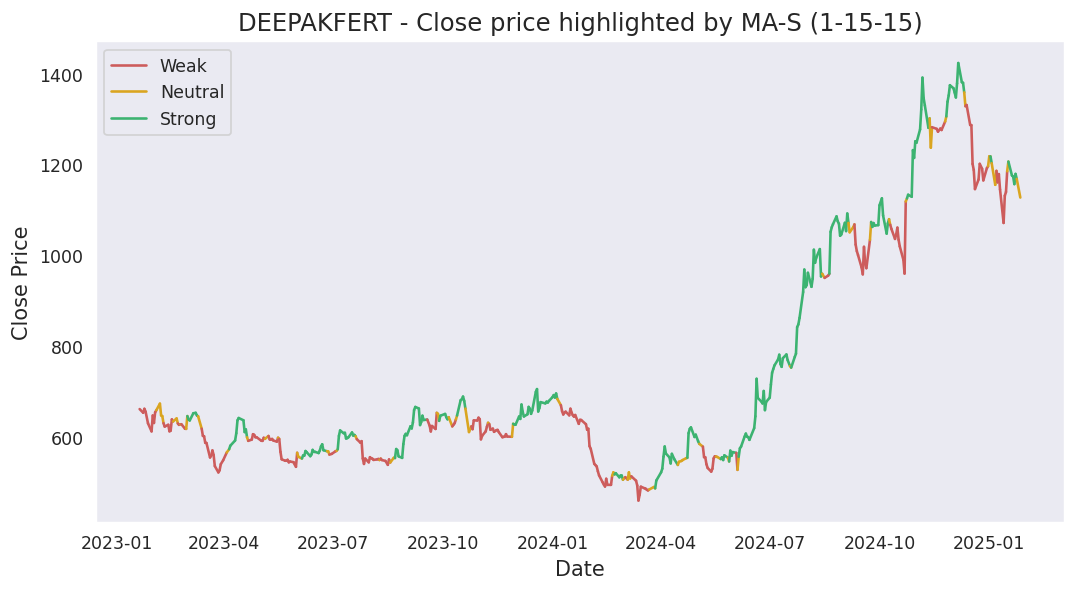 DEEPAKFERT - Close price highlighted by MA-S (1-15-15)
Weak
Neutral
Strong
1400
1200
1000
800
600
Close Price
2023-01 2023-04 2023-07 2023-10 2024-01 2024-04 2024-07 2024-10 2025-01
Date